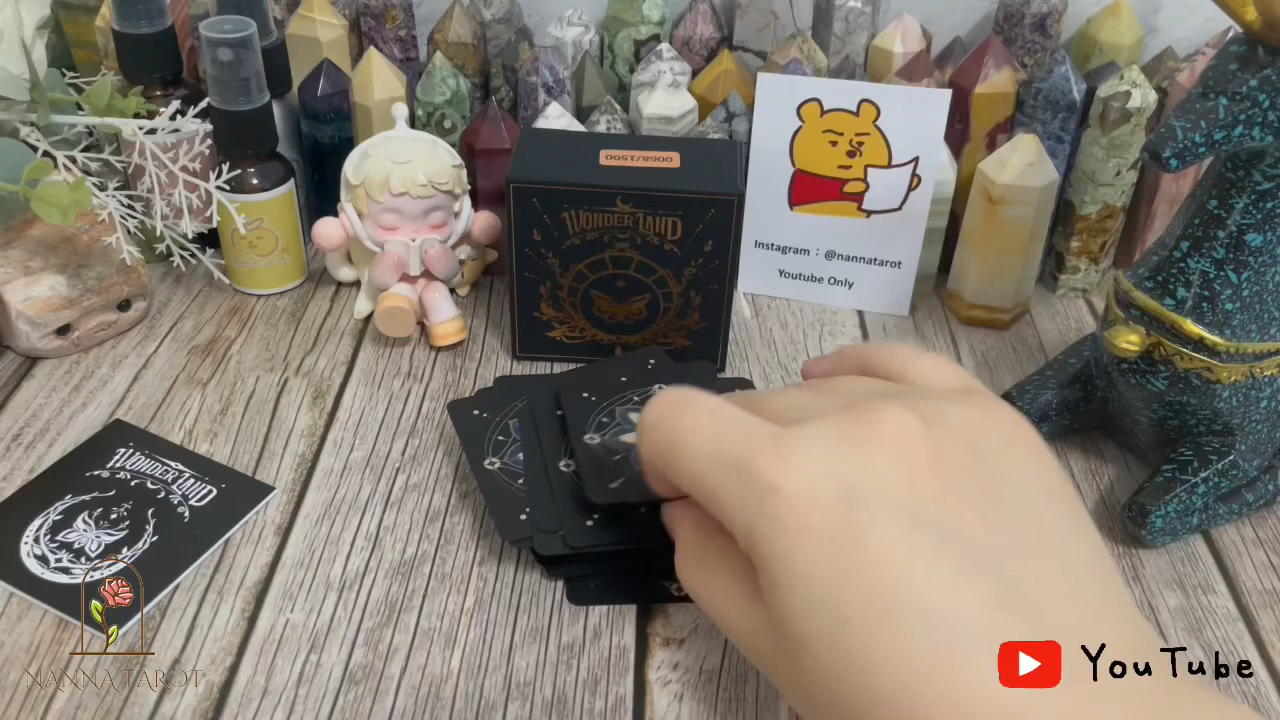 0068/1500
WONDER LAND
Instagram：@nannatarot
Youtube Only
WONDER LAND
NANNA TAROT
YouTube